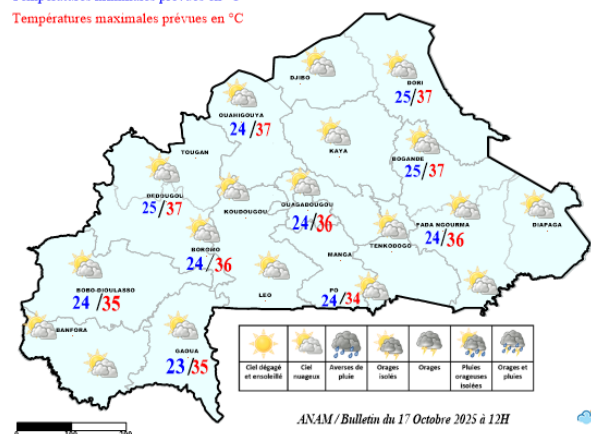 Températures maximales prévues en °C
DJIBO
DORI
25/37
OUAHIGOUYA
24/37
TOUGAN
KAYA
BOGANDE
25/37
DEDOUGOU
25/37
KOUDOUGOU
OUAGADOUGOU
24/36
FADA NGOURMA
24/36
DIAPAGA
TENKODOGO
BOROMO
24/36
MANGA
BOBO-DIOULASSO
24/35
LEO
PO
24/34
BANFORA
GAOUA
23/35
Ciel dégagé et ensoleillé
Ciel nuageux
Averses de pluie
Orages isolés
Orages
Pluies orageuses isolées
Orages et pluies
ANAM / Bulletin du 17 Octobre 2025 à 12H